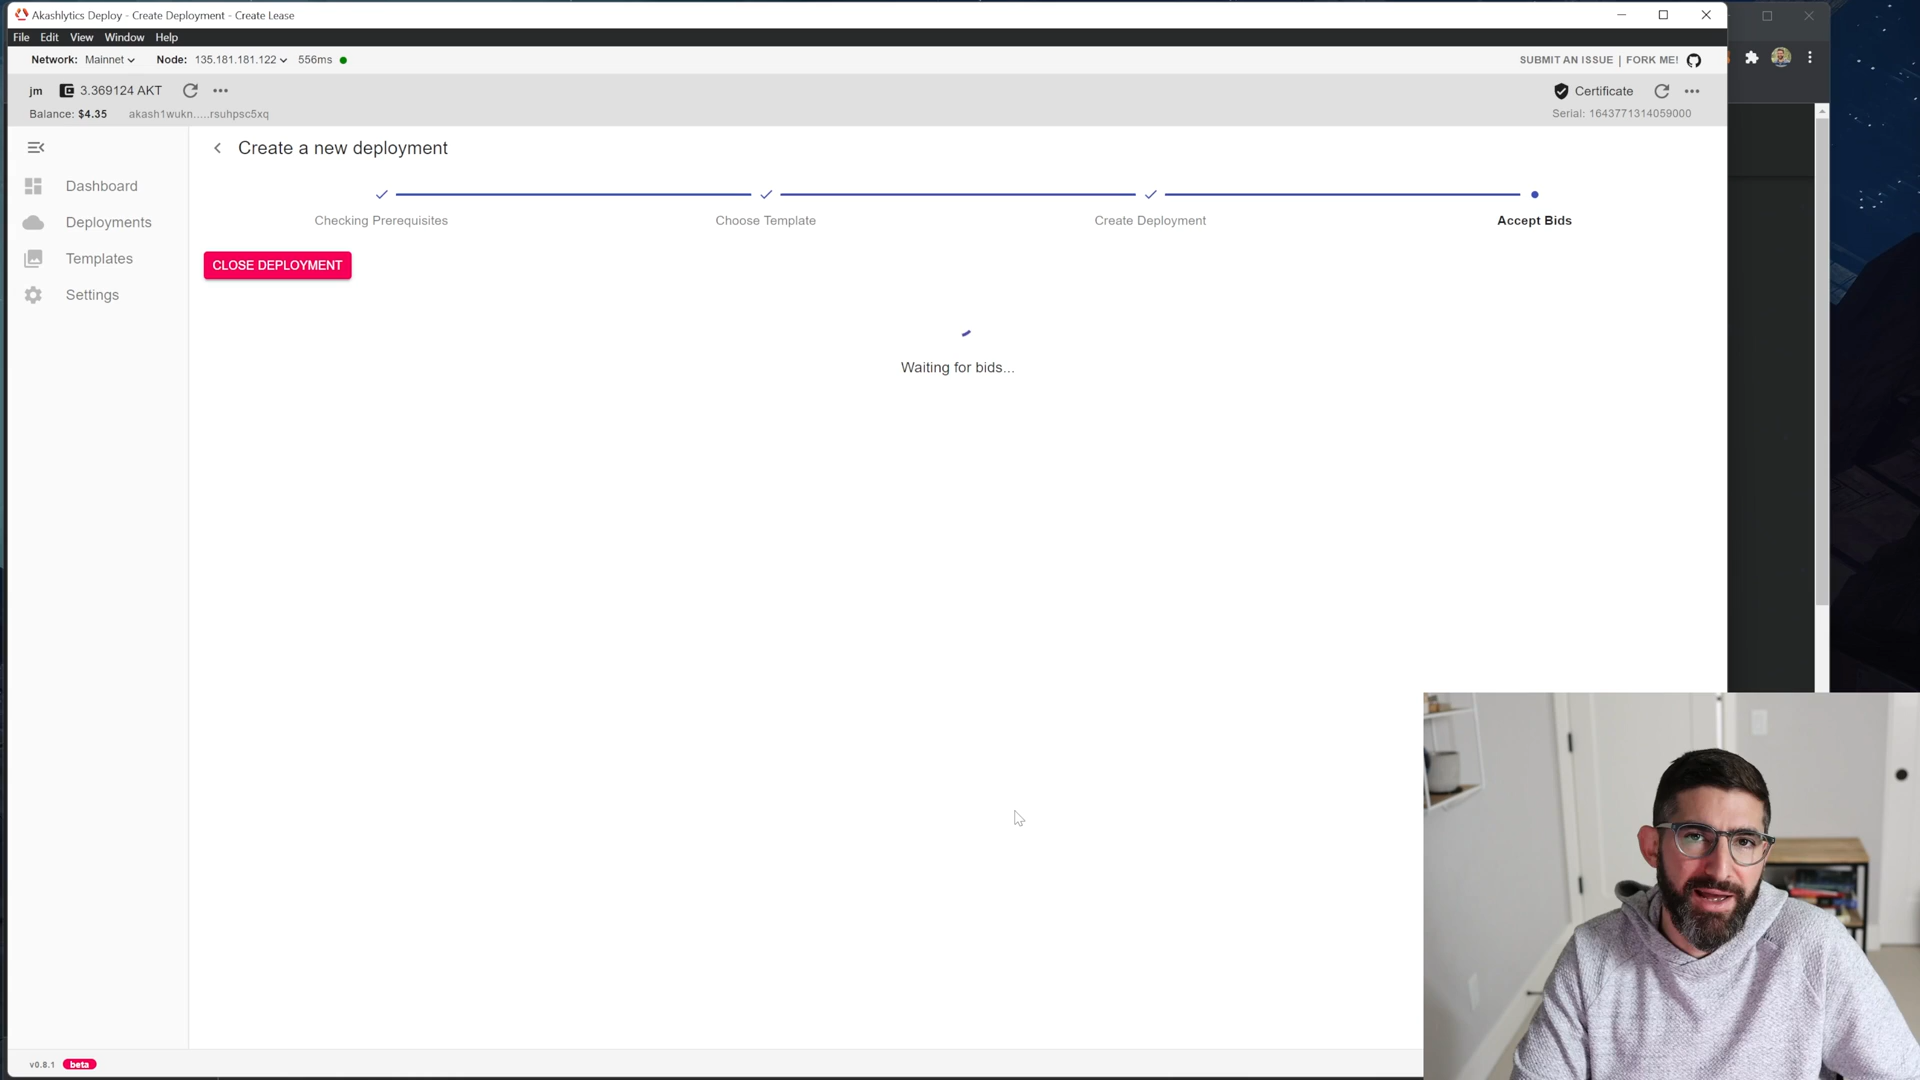 Akashlytics Deploy - Create Deployment - Create Lease
File Edit View Window Help
Network: Mainnet Node: 135.181.181.122 556ms
SUBMIT AN ISSUE | FORK ME!
jm 3.369124 AKT
Certificate
Balance: $4.35 akash1wukn.....rsuhpsc5xq
Serial: 1643771314059000
Create a new deployment
Dashboard
Deployments
Templates
Settings
Checking Prerequisites
Choose Template
Create Deployment
Accept Bids
CLOSE DEPLOYMENT
Waiting for bids...
v0.8.1 beta